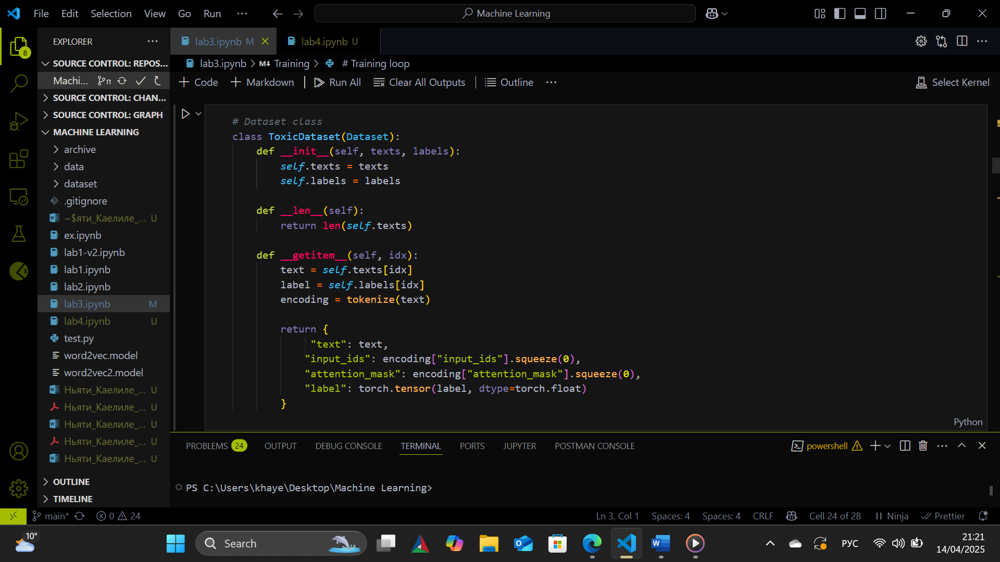 File Edit Selection View Go Run ··· Machine Learning
EXPLORER ···
8
SOURCE CONTROL: REPOS...
Machi...
SOURCE CONTROL: CHAN...
SOURCE CONTROL: GRAPH
MACHINE LEARNING
archive
data
dataset
.gitignore
~$яти_Каелиле_... U
ex.ipynb
lab1-v2.ipynb
lab1.ipynb
lab2.ipynb
lab3.ipynb M
lab4.ipynb U
test.py
word2vec.model
word2vec2.model
Ньяти_Каелиле_... U
Ньяти_Каелиле_... U
Ньяти_Каелиле_... U
Ньяти_Каелиле_... U
Ньяти_Каелиле_... U
OUTLINE
TIMELINE
lab3.ipynb M lab4.ipynb U
lab3.ipynb > M↓ Training > # Training loop
+ Code + Markdown | Run All Clear All Outputs | Outline ··· Select Kernel
# Dataset class
class ToxicDataset(Dataset):
def __init__(self, texts, labels):
self.texts = texts
self.labels = labels
def __len__(self):
return len(self.texts)
def __getitem__(self, idx):
text = self.texts[idx]
label = self.labels[idx]
encoding = tokenize(text)
return {
"text": text,
"input_ids": encoding["input_ids"].squeeze(0),
"attention_mask": encoding["attention_mask"].squeeze(0),
"label": torch.tensor(label, dtype=torch.float)
}
Python
PROBLEMS 24 OUTPUT DEBUG CONSOLE TERMINAL PORTS JUPYTER POSTMAN CONSOLE powershell
PS C:\Users\khaye\Desktop\Machine Learning>
main* 0 24 Ln 3, Col 1 Spaces: 4 Spaces: 4 CRLF Cell 24 of 28 Ninja Prettier
10° Search РУС 21:21
14/04/2025